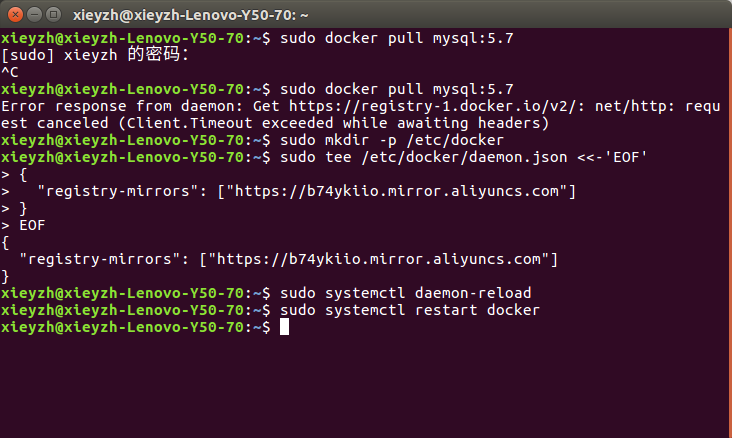 xieyzh@xieyzh-Lenovo-Y50-70: ~
xieyzh@xieyzh-Lenovo-Y50-70:~$ sudo docker pull mysql:5.7
[sudo] xieyzh 的密码：
^C
xieyzh@xieyzh-Lenovo-Y50-70:~$ sudo docker pull mysql:5.7
Error response from daemon: Get https://registry-1.docker.io/v2/: net/http: requ
est canceled (Client.Timeout exceeded while awaiting headers)
xieyzh@xieyzh-Lenovo-Y50-70:~$ sudo mkdir -p /etc/docker
xieyzh@xieyzh-Lenovo-Y50-70:~$ sudo tee /etc/docker/daemon.json <<-'EOF'
> {
>   "registry-mirrors": ["https://b74ykiio.mirror.aliyuncs.com"]
> }
> EOF
{
  "registry-mirrors": ["https://b74ykiio.mirror.aliyuncs.com"]
}
xieyzh@xieyzh-Lenovo-Y50-70:~$ sudo systemctl daemon-reload
xieyzh@xieyzh-Lenovo-Y50-70:~$ sudo systemctl restart docker
xieyzh@xieyzh-Lenovo-Y50-70:~$